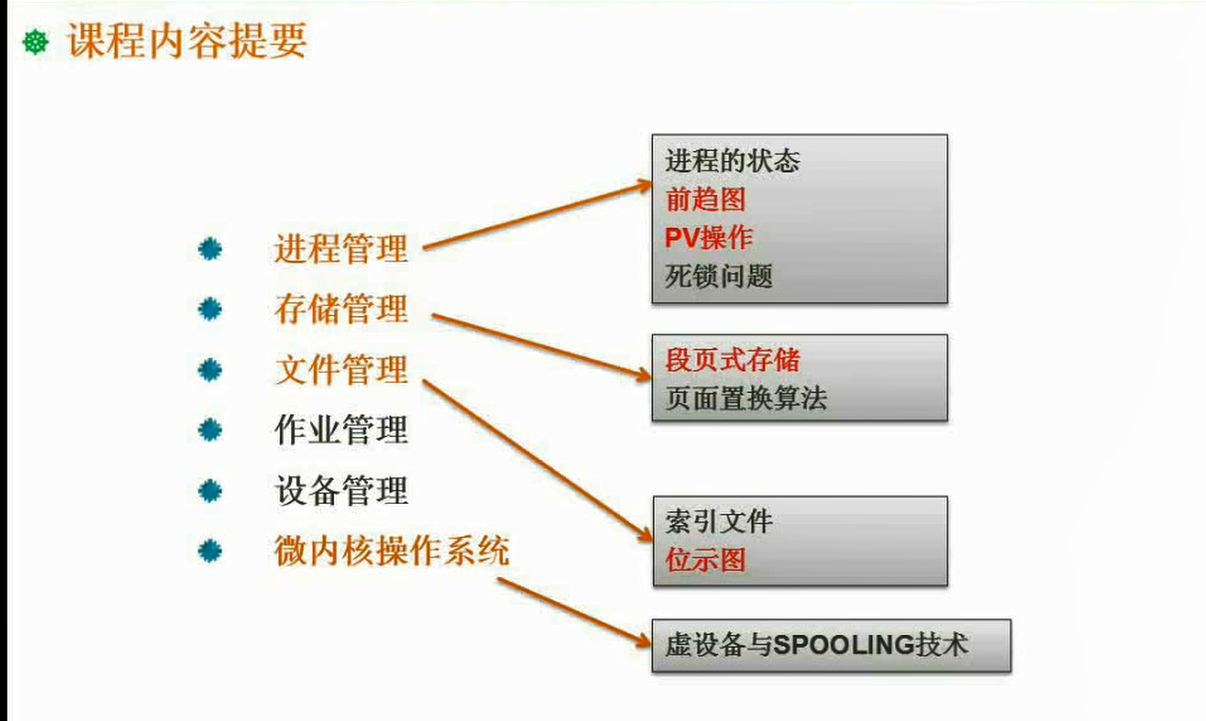 课程内容提要
进程管理
存储管理
文件管理
作业管理
设备管理
微内核操作系统
进程的状态
前趋图
PV操作
死锁问题
段页式存储
页面置换算法
索引文件
位示图
虚设备与SPOOLING技术